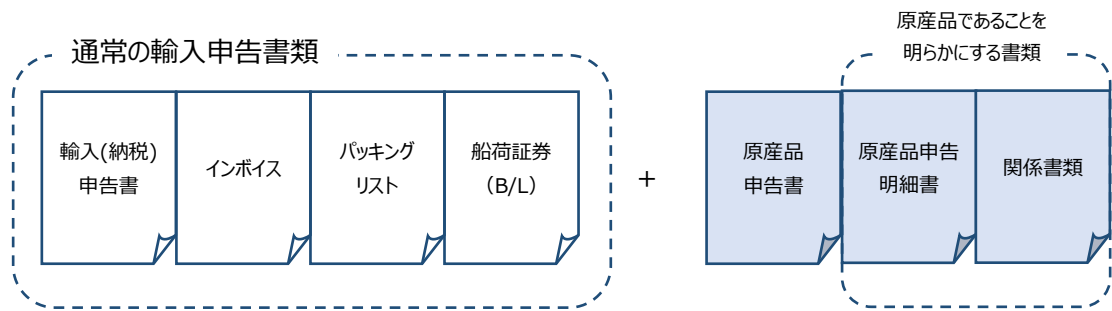 通常の輸入申告書類
輸入(納税)
申告書
インボイス
パッキング
リスト
船荷証券
（B/L）
+
原産品
申告書
原産品であることを
明らかにする書類
原産品申告
明細書
関係書類